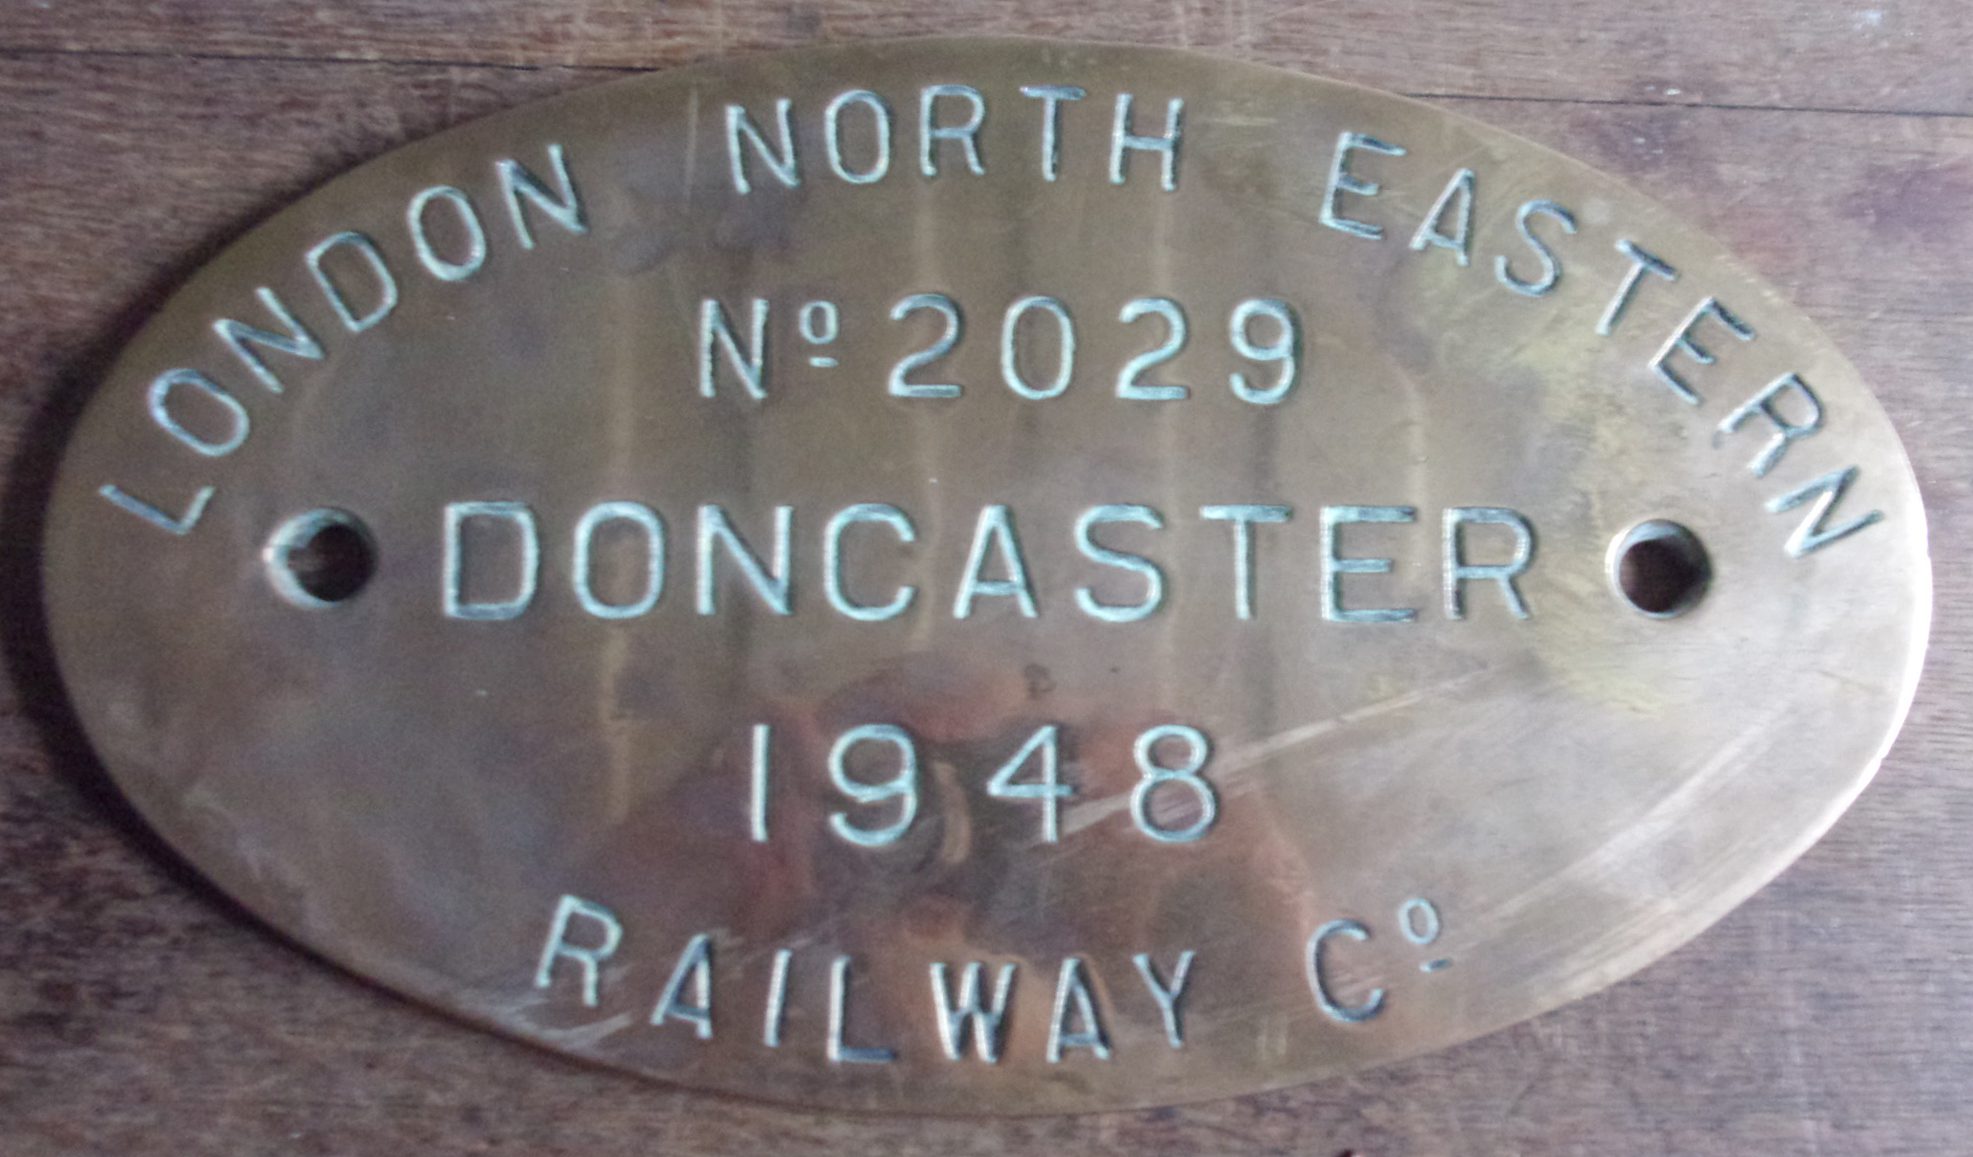 LONDON NORTH EASTERN
Nº 2029
DONCASTER
1948
RAILWAY Cº